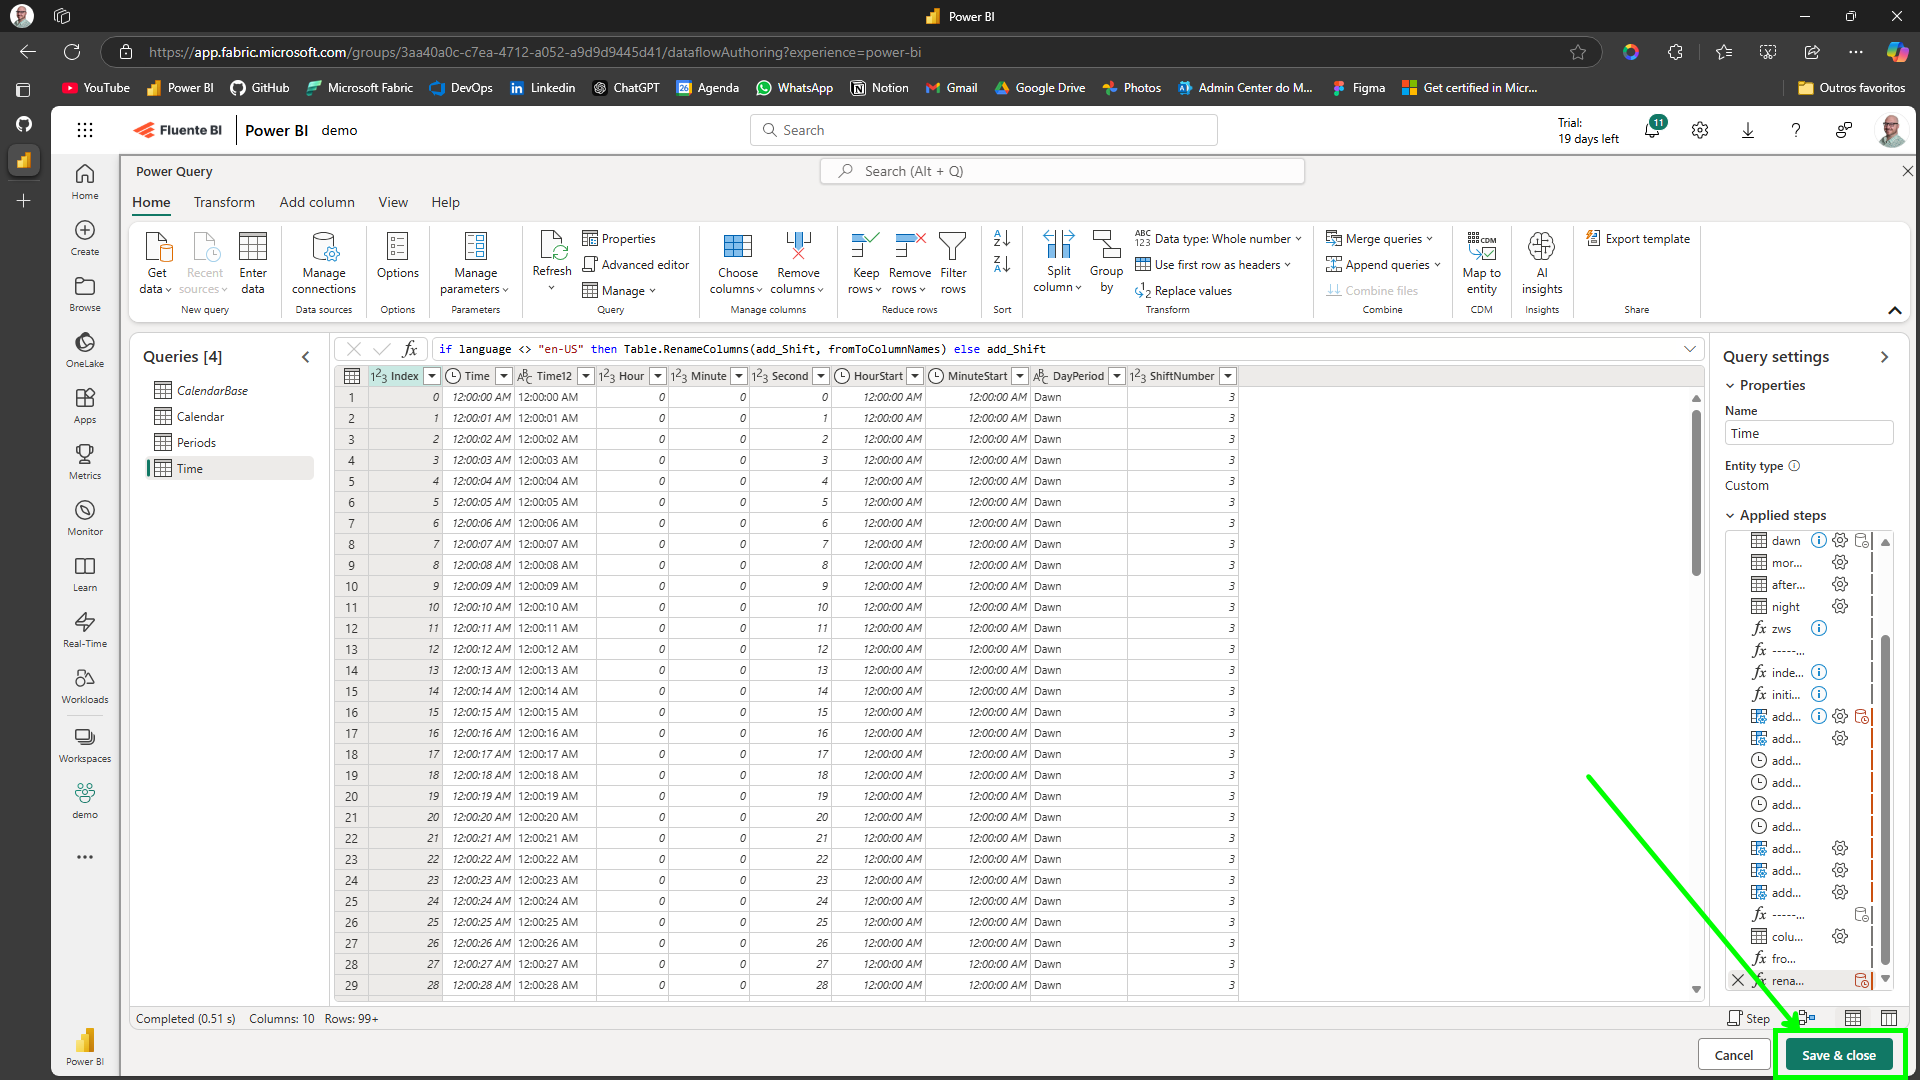 Power BI
https://app.fabric.microsoft.com/groups/3aa40a0c-c7ea-4712-a052-a9d9d9445d41/dataflowAuthoring?experience=power-bi
YouTube Power BI GitHub Microsoft Fabric DevOps Linkedin ChatGPT Agenda WhatsApp Notion Gmail Google Drive Photos Admin Center do M... Figma Get certified in Micr... Outros favoritos
Fluente BI Power BI demo Search Trial: 19 days left 11
Home
Create
Browse
OneLake
Apps
Metrics
Monitor
Learn
Real-Time
Workloads
Workspaces
demo
Power BI
Power Query Search (Alt + Q)
Home Transform Add column View Help
Get data
Recent sources
Enter data
New query
Manage connections
Data sources
Options
Options
Manage parameters
Parameters
Refresh
Properties
Advanced editor
Manage
Query
Choose columns
Remove columns
Manage columns
Keep rows
Remove rows
Filter rows
Reduce rows
Sort
Split column
Group by
Data type: Whole number
Use first row as headers
Replace values
Transform
Merge queries
Append queries
Combine files
Combine
Map to entity
CDM
AI insights
Insights
Export template
Share
Queries [4]
CalendarBase
Calendar
Periods
Time
fx if language <> "en-US" then Table.RenameColumns(add_Shift, fromToColumnNames) else add_Shift
Index Time Time12 Hour Minute Second HourStart MinuteStart DayPeriod ShiftNumber
1 0 12:00:00 AM 12:00:00 AM 0 0 0 12:00:00 AM 12:00:00 AM Dawn 3
2 1 12:00:01 AM 12:00:01 AM 0 0 1 12:00:00 AM 12:00:00 AM Dawn 3
3 2 12:00:02 AM 12:00:02 AM 0 0 2 12:00:00 AM 12:00:00 AM Dawn 3
4 3 12:00:03 AM 12:00:03 AM 0 0 3 12:00:00 AM 12:00:00 AM Dawn 3
5 4 12:00:04 AM 12:00:04 AM 0 0 4 12:00:00 AM 12:00:00 AM Dawn 3
6 5 12:00:05 AM 12:00:05 AM 0 0 5 12:00:00 AM 12:00:00 AM Dawn 3
7 6 12:00:06 AM 12:00:06 AM 0 0 6 12:00:00 AM 12:00:00 AM Dawn 3
8 7 12:00:07 AM 12:00:07 AM 0 0 7 12:00:00 AM 12:00:00 AM Dawn 3
9 8 12:00:08 AM 12:00:08 AM 0 0 8 12:00:00 AM 12:00:00 AM Dawn 3
10 9 12:00:09 AM 12:00:09 AM 0 0 9 12:00:00 AM 12:00:00 AM Dawn 3
11 10 12:00:10 AM 12:00:10 AM 0 0 10 12:00:00 AM 12:00:00 AM Dawn 3
12 11 12:00:11 AM 12:00:11 AM 0 0 11 12:00:00 AM 12:00:00 AM Dawn 3
13 12 12:00:12 AM 12:00:12 AM 0 0 12 12:00:00 AM 12:00:00 AM Dawn 3
14 13 12:00:13 AM 12:00:13 AM 0 0 13 12:00:00 AM 12:00:00 AM Dawn 3
15 14 12:00:14 AM 12:00:14 AM 0 0 14 12:00:00 AM 12:00:00 AM Dawn 3
16 15 12:00:15 AM 12:00:15 AM 0 0 15 12:00:00 AM 12:00:00 AM Dawn 3
17 16 12:00:16 AM 12:00:16 AM 0 0 16 12:00:00 AM 12:00:00 AM Dawn 3
18 17 12:00:17 AM 12:00:17 AM 0 0 17 12:00:00 AM 12:00:00 AM Dawn 3
19 18 12:00:18 AM 12:00:18 AM 0 0 18 12:00:00 AM 12:00:00 AM Dawn 3
20 19 12:00:19 AM 12:00:19 AM 0 0 19 12:00:00 AM 12:00:00 AM Dawn 3
21 20 12:00:20 AM 12:00:20 AM 0 0 20 12:00:00 AM 12:00:00 AM Dawn 3
22 21 12:00:21 AM 12:00:21 AM 0 0 21 12:00:00 AM 12:00:00 AM Dawn 3
23 22 12:00:22 AM 12:00:22 AM 0 0 22 12:00:00 AM 12:00:00 AM Dawn 3
24 23 12:00:23 AM 12:00:23 AM 0 0 23 12:00:00 AM 12:00:00 AM Dawn 3
25 24 12:00:24 AM 12:00:24 AM 0 0 24 12:00:00 AM 12:00:00 AM Dawn 3
26 25 12:00:25 AM 12:00:25 AM 0 0 25 12:00:00 AM 12:00:00 AM Dawn 3
27 26 12:00:26 AM 12:00:26 AM 0 0 26 12:00:00 AM 12:00:00 AM Dawn 3
28 27 12:00:27 AM 12:00:27 AM 0 0 27 12:00:00 AM 12:00:00 AM Dawn 3
29 28 12:00:28 AM 12:00:28 AM 0 0 28 12:00:00 AM 12:00:00 AM Dawn 3
Query settings
Properties
Name
Time
Entity type
Custom
Applied steps
dawn
mor...
after...
night
fx zws
fx -----...
fx inde...
fx initi...
add...
add...
add...
add...
add...
add...
add...
add...
add...
fx -----...
colu...
fx fro...
fx rena...
Completed (0.51 s) Columns: 10 Rows: 99+ Step
Cancel Save & close